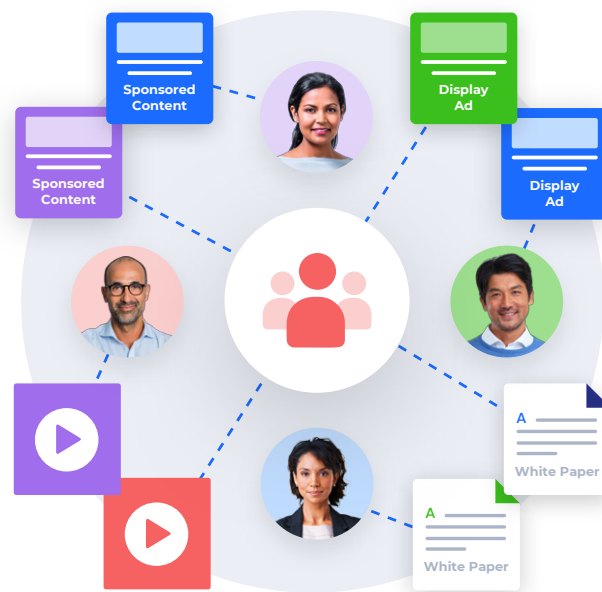 Sponsored
Content
Display
Ad
Sponsored
Content
Display
Ad
A
White Paper
A
White Paper